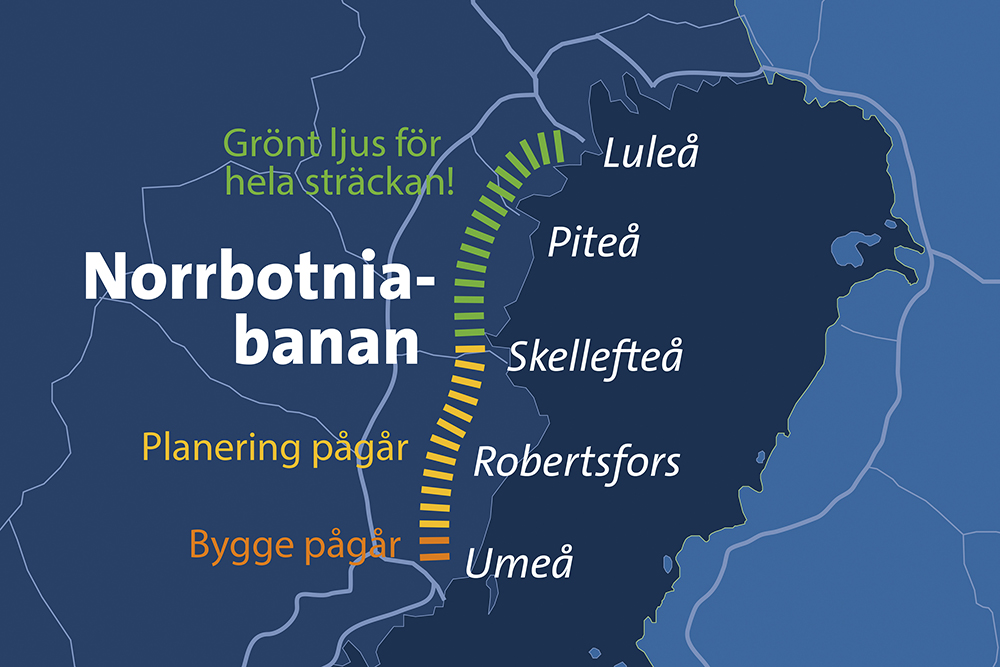 Grönt ljus för
hela sträckan!
Luleå
Piteå
Norrbotnia-
banan
Skellefteå
Planering pågår
Robertsfors
Bygge pågår
Umeå